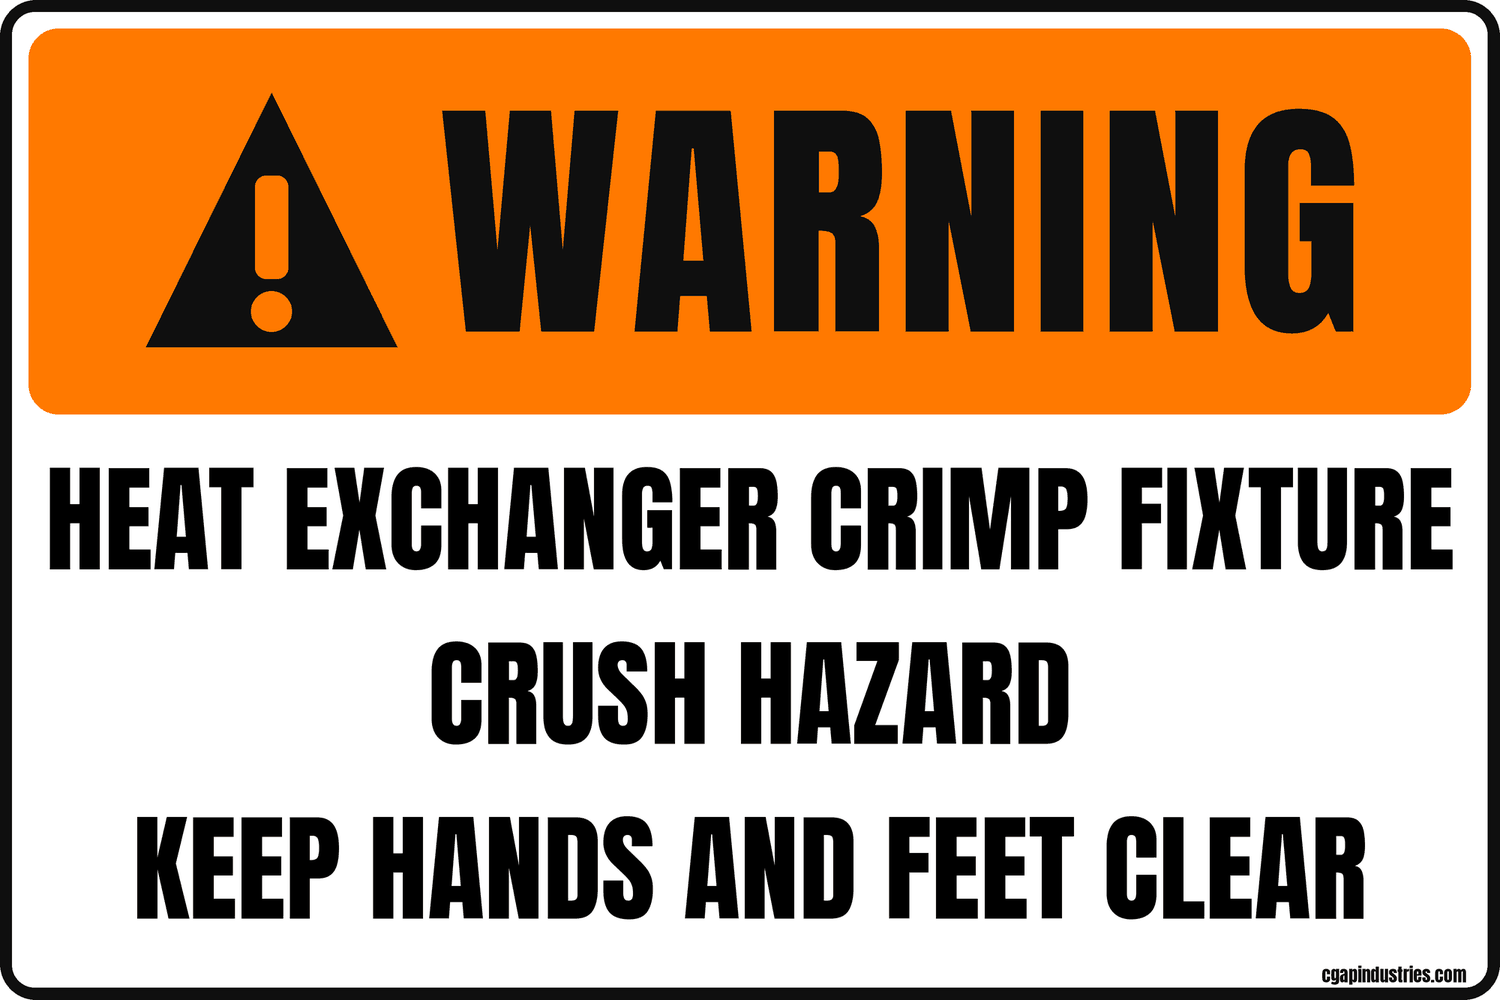 WARNING
HEAT EXCHANGER CRIMP FIXTURE
CRUSH HAZARD
KEEP HANDS AND FEET CLEAR
cgapindustries.com